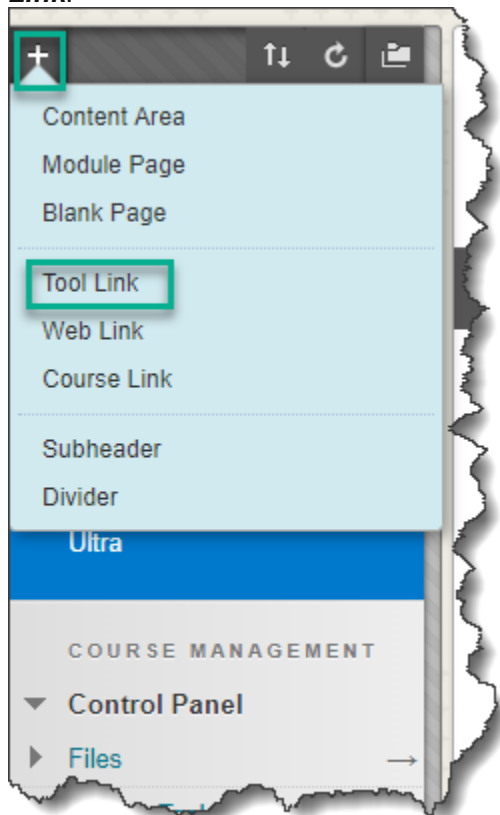 +
Content Area
Module Page
Blank Page
Tool Link
Web Link
Course Link
Subheader
Divider
Ultra
COURSE MANAGEMENT
Control Panel
Files →